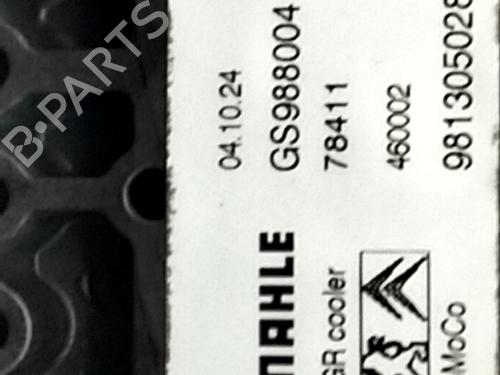 04.10.24
GS988004
78411
460002
981305028
MAHLE
GR cooler
MoCo
B-PARTS